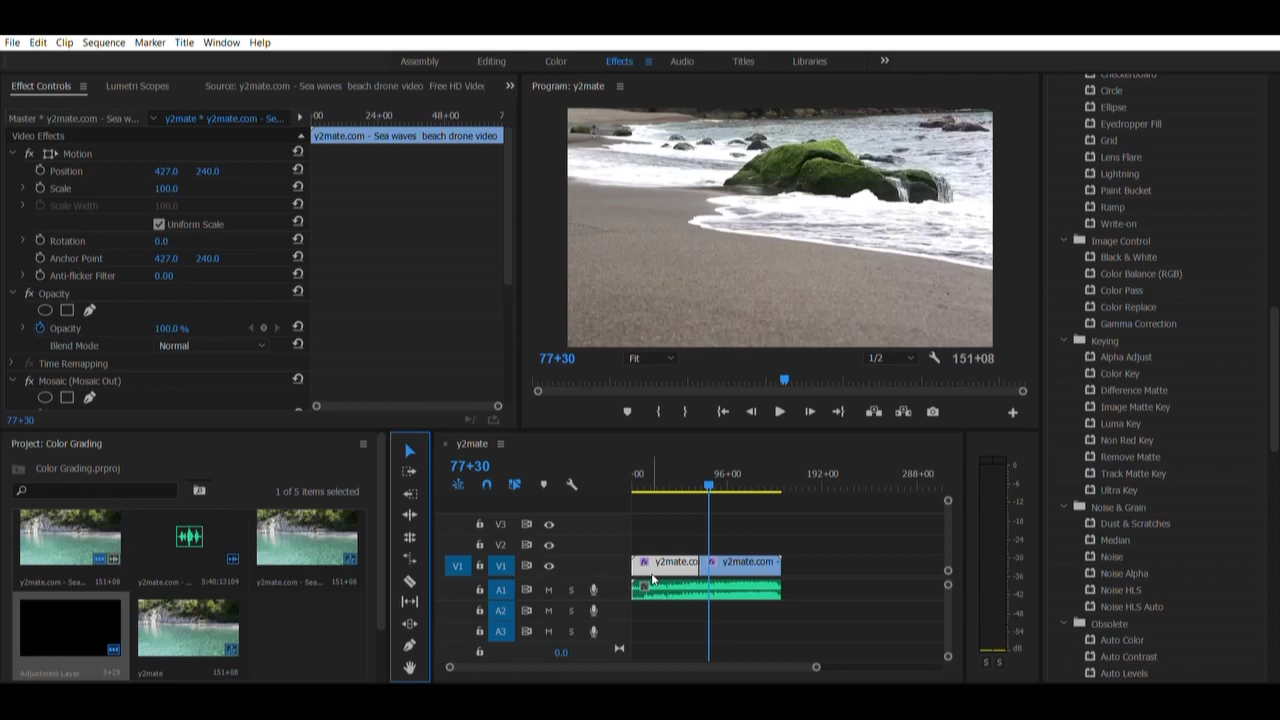 File Edit Clip Sequence Marker Title Window Help
Assembly Editing Color Effects Audio Titles Libraries
Effect Controls Lumetri Scopes Source: y2mate.com - Sea waves beach drone video Free HD Video
Master * y2mate.com - Sea w... y2mate * y2mate.com - Se...
:00 24+00 48+00 7
Video Effects
y2mate.com - Sea waves beach drone video
fx Motion
Position 427.0 240.0
Scale 100.0
Scale Width 100.0
Uniform Scale
Rotation 0.0
Anchor Point 427.0 240.0
Anti-flicker Filter 0.00
fx Opacity
Opacity 100.0 %
Blend Mode Normal
fx Time Remapping
fx Mosaic (Mosaic Out)
77+30
Program: y2mate
77+30 Fit 1/2 151+08
Checkerboard
Circle
Ellipse
Eyedropper Fill
Grid
Lens Flare
Lightning
Paint Bucket
Ramp
Write-on
Image Control
Black & White
Color Balance (RGB)
Color Pass
Color Replace
Gamma Correction
Keying
Alpha Adjust
Color Key
Difference Matte
Image Matte Key
Luma Key
Non Red Key
Remove Matte
Track Matte Key
Ultra Key
Noise & Grain
Dust & Scratches
Median
Noise
Noise Alpha
Noise HLS
Noise HLS Auto
Obsolete
Auto Color
Auto Contrast
Auto Levels
Project: Color Grading
Color Grading.prproj
1 of 5 items selected
y2mate.com - Sea... 151+08
y2mate.com - S... 5:40:13104
y2mate.com - Sea... 151+08
Adjustment Layer 3+29
y2mate 151+08
× y2mate
77+30
:00 96+00 192+00 288+00
V3
V2
V1 V1 fx y2mate.co fx y2mate.com -
A1 M S
A2 M S
A3 M S
0.0
0
-6
-12
-18
-24
-30
-36
-42
-48
-54
dB
S S